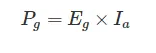 P_g = E_g × I_a